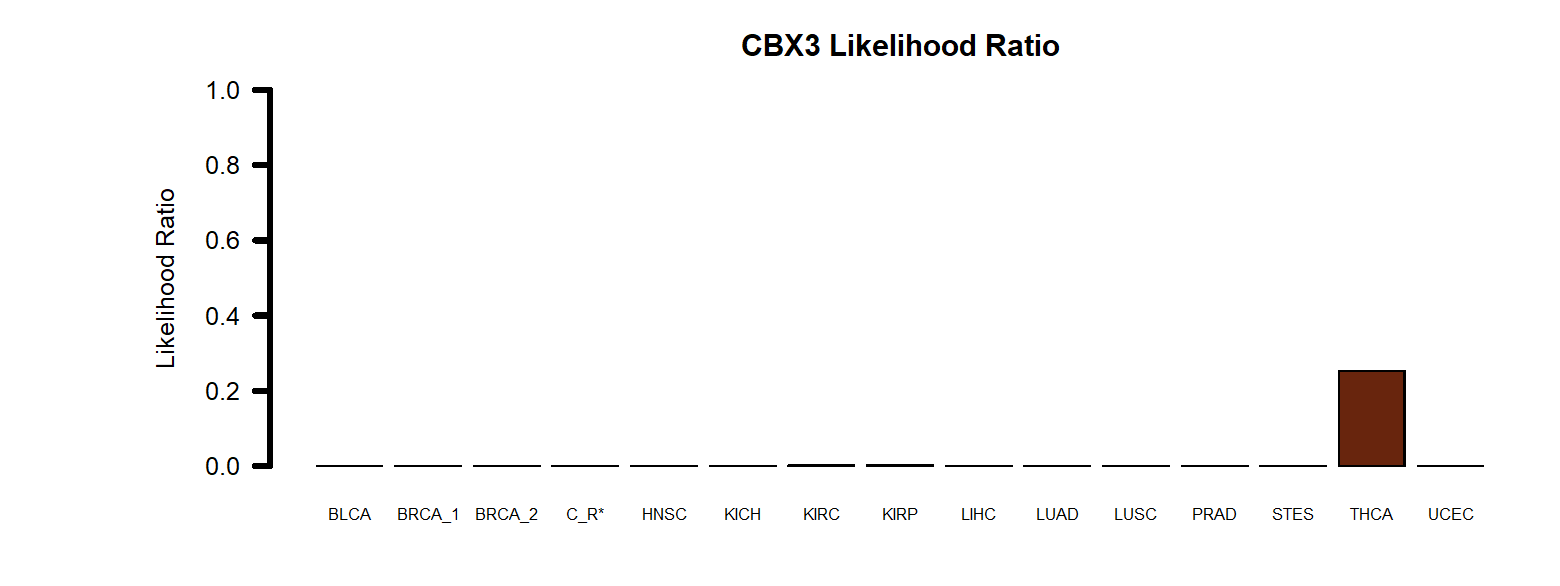 CBX3 Likelihood Ratio
Likelihood Ratio
1.0
0.8
0.6
0.4
0.2
0.0
BLCA BRCA_1 BRCA_2 C_R* HNSC KICH KIRC KIRP LIHC LUAD LUSC PRAD STES THCA UCEC